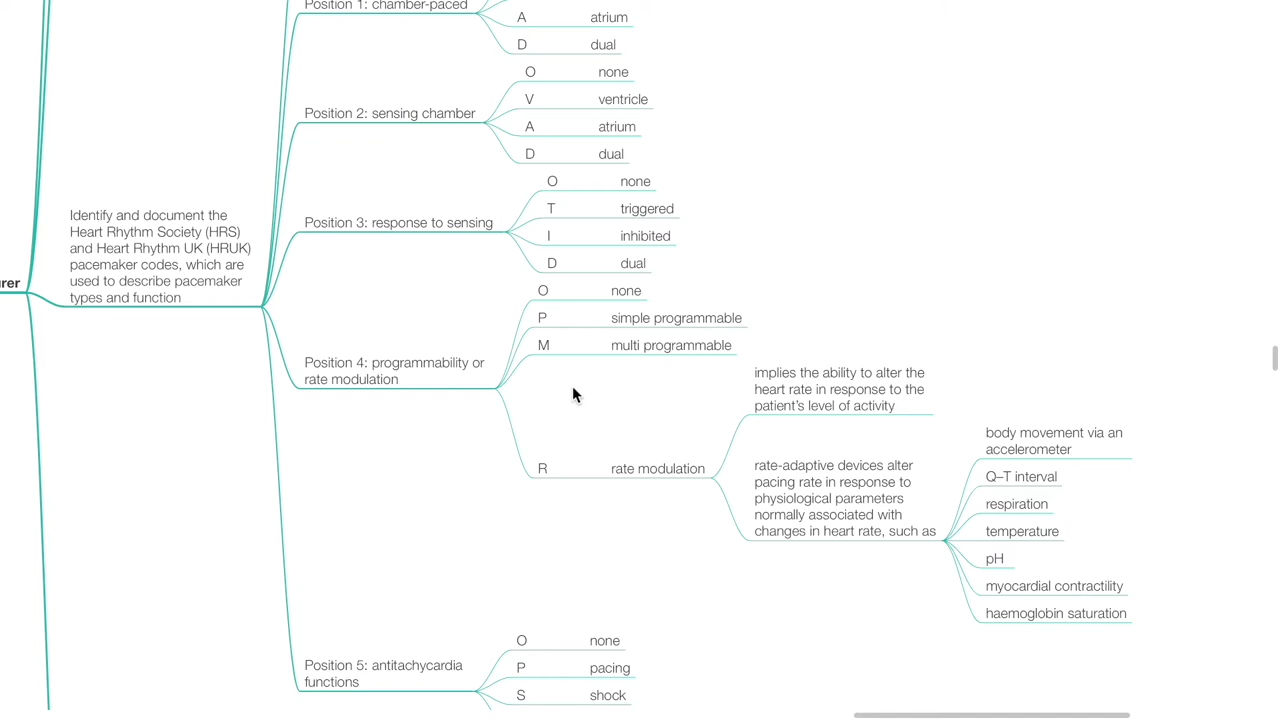 Position 1: chamber-paced
A atrium
D dual
Position 2: sensing chamber
O none
V ventricle
A atrium
D dual
Position 3: response to sensing
O none
T triggered
I inhibited
D dual
Identify and document the
Heart Rhythm Society (HRS)
and Heart Rhythm UK (HRUK)
pacemaker codes, which are
used to describe pacemaker
types and function
Position 4: programmability or
rate modulation
O none
P simple programmable
M multi programmable
R rate modulation
implies the ability to alter the
heart rate in response to the
patient's level of activity
rate-adaptive devices alter
pacing rate in response to
physiological parameters
normally associated with
changes in heart rate, such as
body movement via an
accelerometer
Q–T interval
respiration
temperature
pH
myocardial contractility
haemoglobin saturation
Position 5: antitachycardia
functions
O none
P pacing
S shock